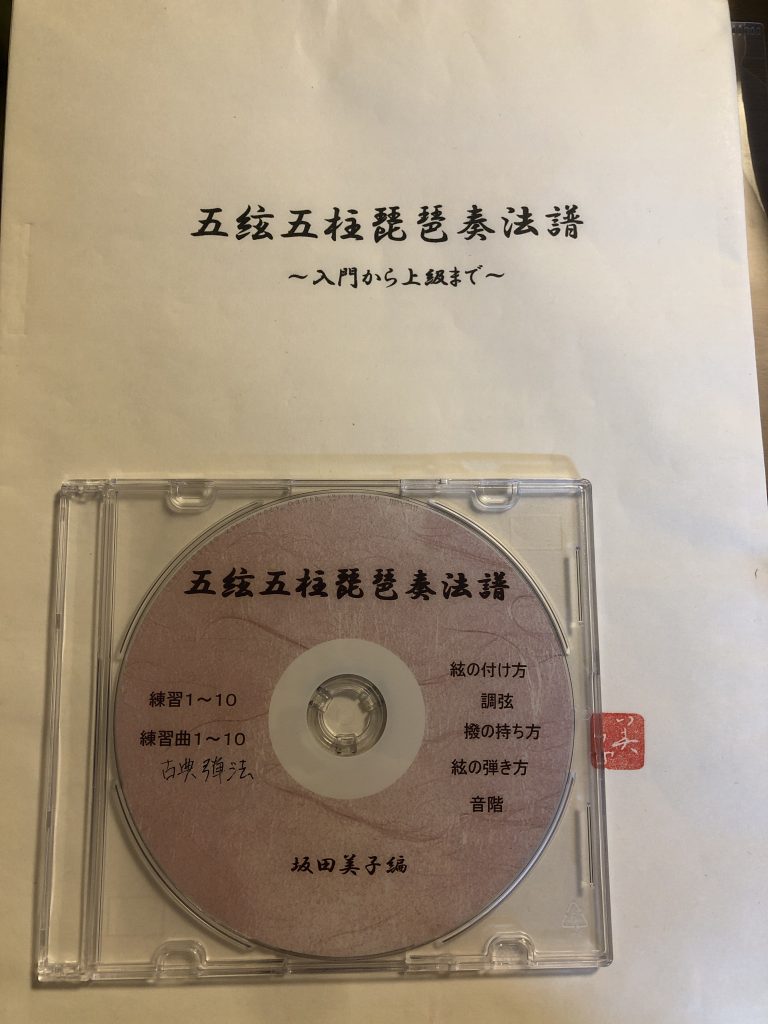 五絃五柱琵琶奏法譜
～入門から上級まで～
五絃五柱琵琶奏法譜
練習1～10
練習曲1～10
古典弾法
絃の付け方
調弦
撥の持ち方
絃の弾き方
音階
坂田美子編